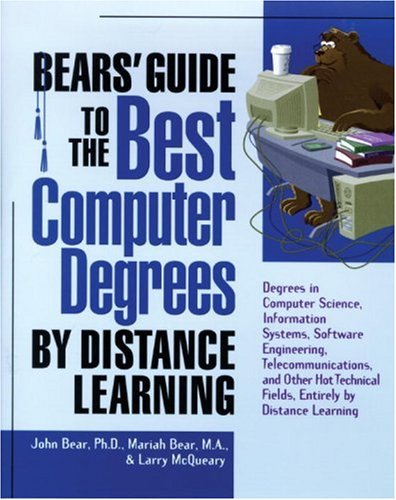 BEARS' GUIDE
TO THE Best
Computer
Degrees
BY DISTANCE
LEARNING
Degrees in
Computer Science,
Information
Systems, Software
Engineering,
Telecommunications,
and Other Hot Technical
Fields, Entirely by
Distance Learning
John Bear, Ph.D., Mariah Bear, M.A.,
& Larry McQueary